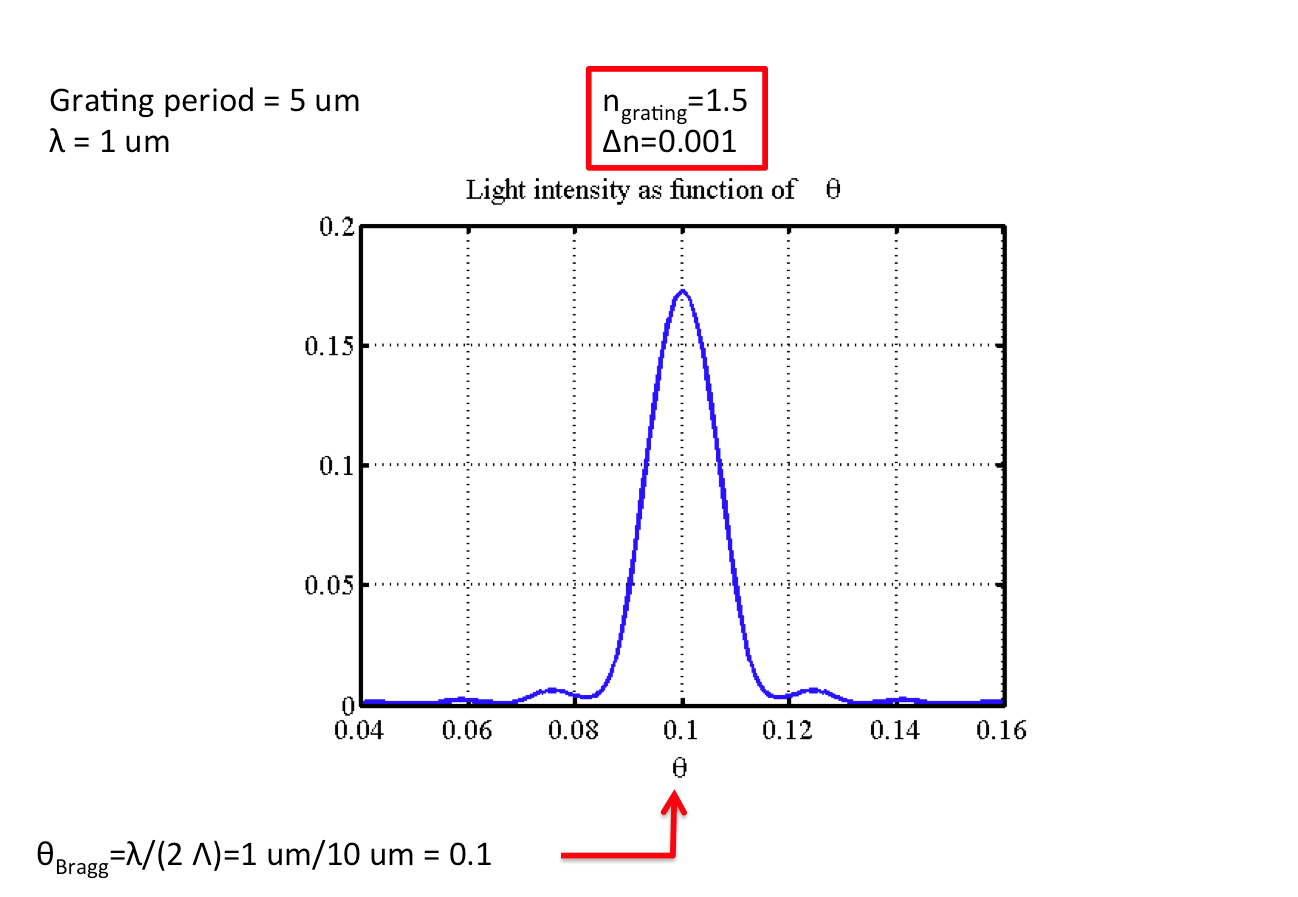 Grating period = 5 um
λ = 1 um
n_grating=1.5
Δn=0.001
Light intensity as function of θ
0.2
0.15
0.1
0.05
0
0.04 0.06 0.08 0.1 0.12 0.14 0.16
θ
θ_Bragg=λ/(2 Λ)=1 um/10 um = 0.1